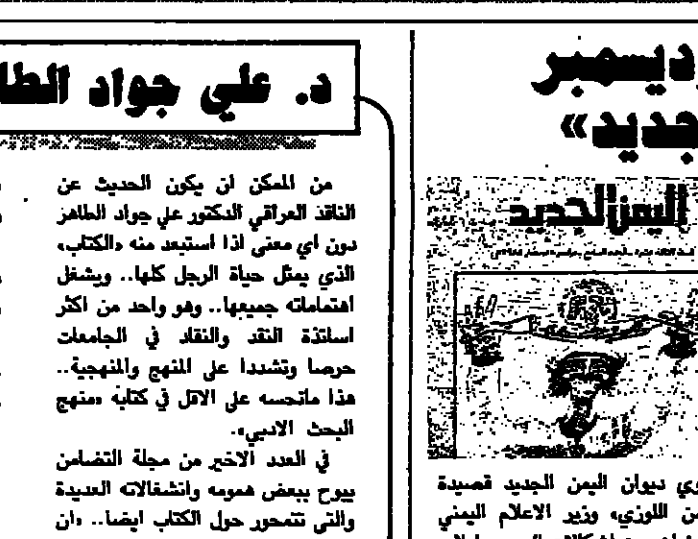 ديسمبر
جديد»
اليمن الجديد
وي ديوان اليمن الجديد قصيدة
من اللوزي، وزير الاعلام اليمني
د. علي جواد الطا
من الممكن ان يكون الحديث عن
الناقد العراقي الدكتور علي جواد الطاهر
دون اي معنى اذا استبعد منه «الكتاب»
الذي يمثل حياة الرجل كلها.. ويشغل
اهتماماته جميعها.. وهو واحد من اكثر
اساتذة النقد والنقاد في الجامعات
حرصا وتشددا على المنهج والمنهجية..
هذا ماتحسه على الاقل في كتابه «منهج
البحث الادبي».
في العدد الاخير من مجلة التضامن
يبوح ببعض همومه وانشغالاته العديدة
والتي تتمحور حول الكتاب ايضا.. «ان